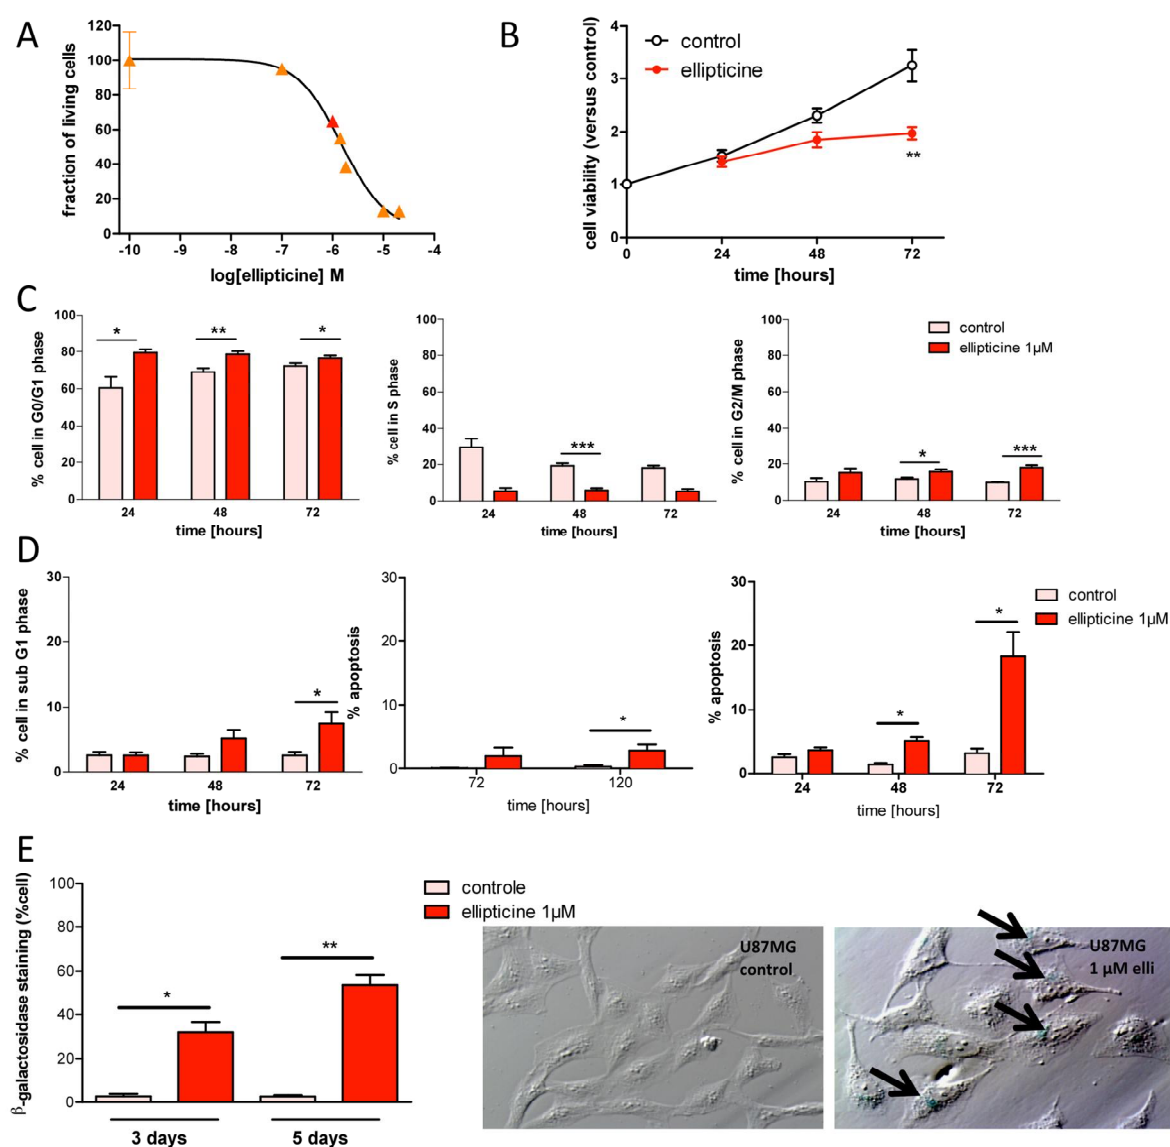 A
fraction of living cells
120
100
80
60
40
20
0
-10 -9 -8 -7 -6 -5 -4
log[ellipticine] M
B
cell viability (versus control)
4
3
2
1
0
control
ellipticine
**
0 24 48 72
time [hours]
C
% cell in G0/G1 phase
100
80
60
40
20
0
* ** *
24 48 72
time [hours]
% cell in S phase
100
80
60
40
20
0
***
24 48 72
time [hours]
% cell in G2/M phase
100
80
60
40
20
0
control
ellipticine 1µM
* ***
24 48 72
time [hours]
D
% cell in sub G1 phase
30
20
10
0
*
24 48 72
time [hours]
% apoptosis
30
20
10
0
*
72 120
time [hours]
% apoptosis
30
20
10
0
* *
control
ellipticine 1µM
24 48 72
time [hours]
E
β-galactosidase staining (%cell)
100
80
60
40
20
0
* **
3 days 5 days
controle
ellipticine 1µM
U87MG
control
U87MG
1 µM elli